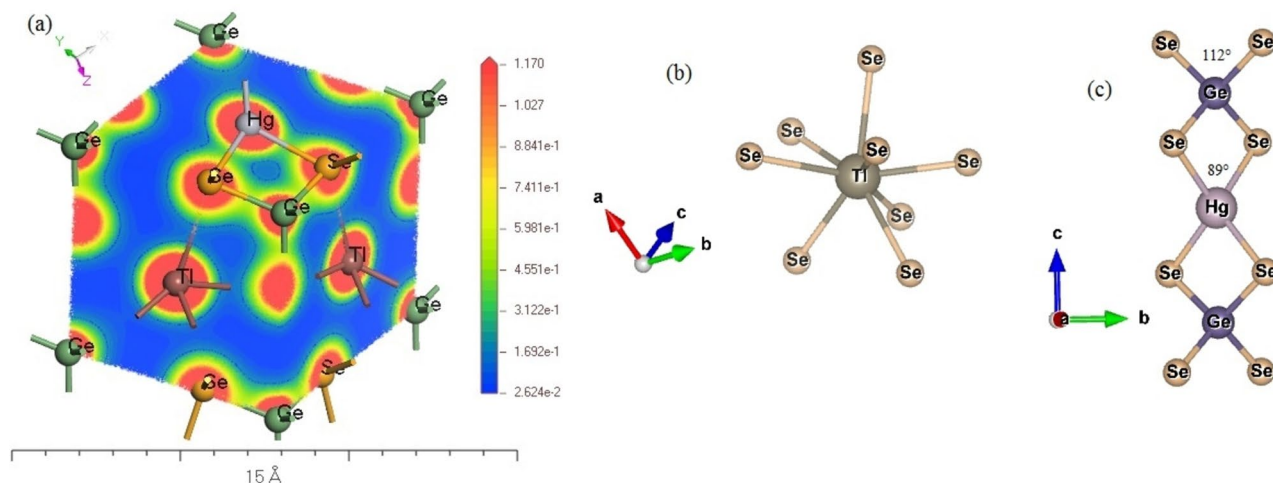 (a)
Y X
Z
Ge
Ge
Ge
Hg
Se
Se
Ge
Tl
Tl
Ge
Ge
Se
Se
Ge
1.170
1.027
8.841e-1
7.411e-1
5.981e-1
4.551e-1
3.122e-1
1.692e-1
2.624e-2
15 Å
(b)
Se
Se
Se
Se
Se
Tl
Se
Se
Se
a
c
b
(c)
Se Se
112°
Ge
Se Se
89°
Hg
Se Se
Ge
Se Se
c
a b